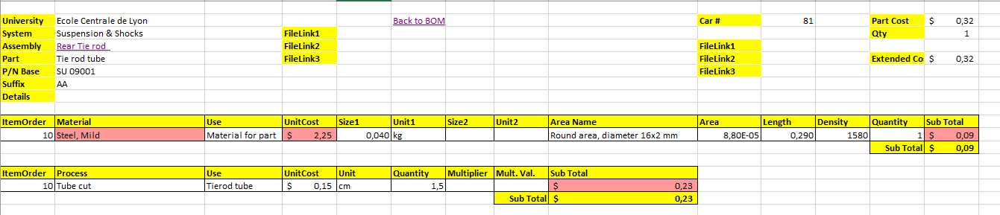 University Ecole Centrale de Lyon Back to BOM Car # 81 Part Cost $ 0,32
System Suspension & Shocks FileLink1 Qty 1
Assembly Rear Tie rod FileLink2 FileLink1
Part Tie rod tube FileLink3 FileLink2 Extended Co $ 0,32
P/N Base SU 09001 FileLink3
Suffix AA
Details
ItemOrder Material Use UnitCost Size1 Unit1 Size2 Unit2 Area Name Area Length Density Quantity Sub Total
10 Steel, Mild Material for part $ 2,25 0,040 kg Round area, diameter 16x2 mm 8,80E-05 0,290 1580 1 $ 0,09
Sub Total $ 0,09
ItemOrder Process Use UnitCost Unit Quantity Multiplier Mult. Val. Sub Total
10 Tube cut Tierod tube $ 0,15 cm 1,5 $ 0,23
Sub Total $ 0,23